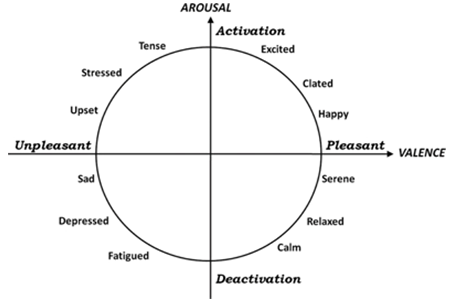 AROUSAL
Activation
Tense
Excited
Stressed
Clated
Upset
Happy
Unpleasant
Pleasant
VALENCE
Sad
Serene
Depressed
Relaxed
Calm
Fatigued
Deactivation